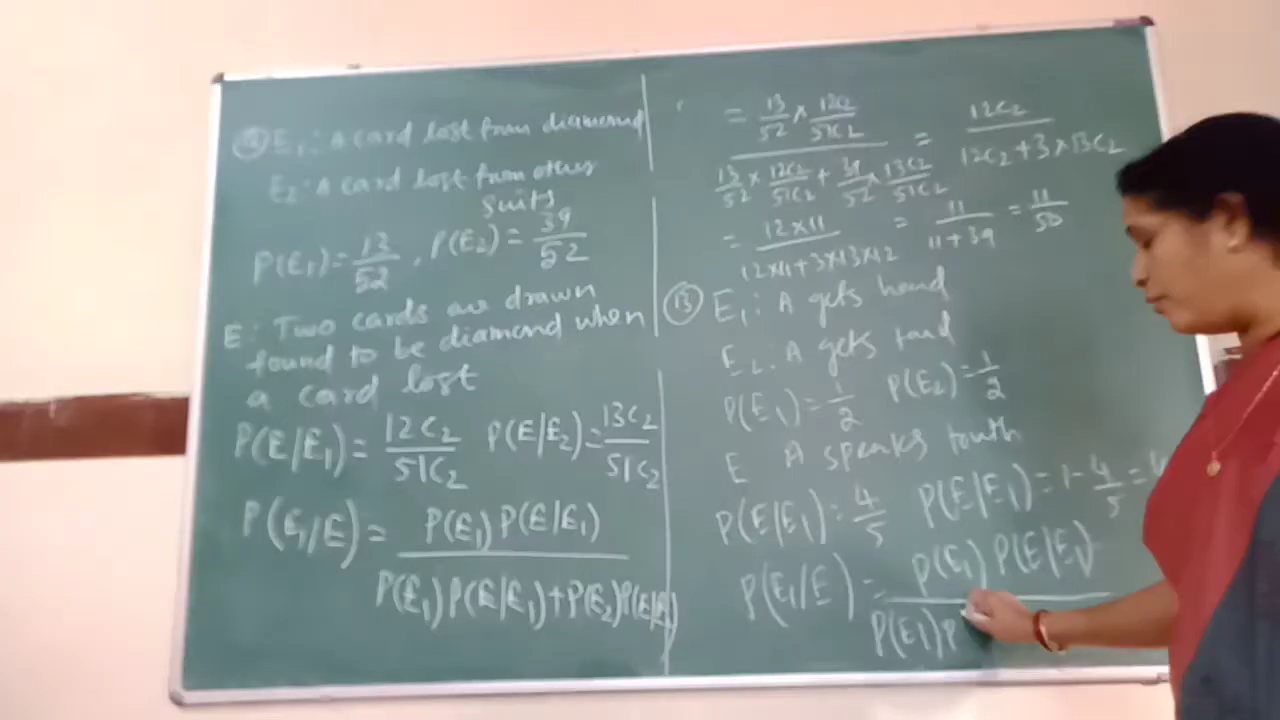 E₁: A card lost from diamond
E₂: A card lost from other
suits
P(E₁)=13/52, P(E₂)=39/52
E: Two cards are drawn
found to be diamond when
a card lost
P(E/E₁)=12C₂/51C₂ P(E/E₂)=13C₂/51C₂
P(E₁/E)= P(E₁)P(E/E₁)
P(E₁)P(E/E₁)+P(E₂)P(E/E₂)
= 13/52 × 12C₂/51C₂ = 12C₂
13/52 × 12C₂/51C₂ + 39/52 × 13C₂/51C₂ 12C₂+3×13C₂
= 12×11 = 11/11+39 = 11/50
12×11+3×13×12
13 E₁: A gets head
E₂. A gets
P(E₁)=1/2 P(E₂)=1/2
E A speaks truth
P(E/E₁)=4/5 P(E/E₁)=1-4/5=
P(E₁/E)= P(E₁)P(E/E₁)
P(E1)P